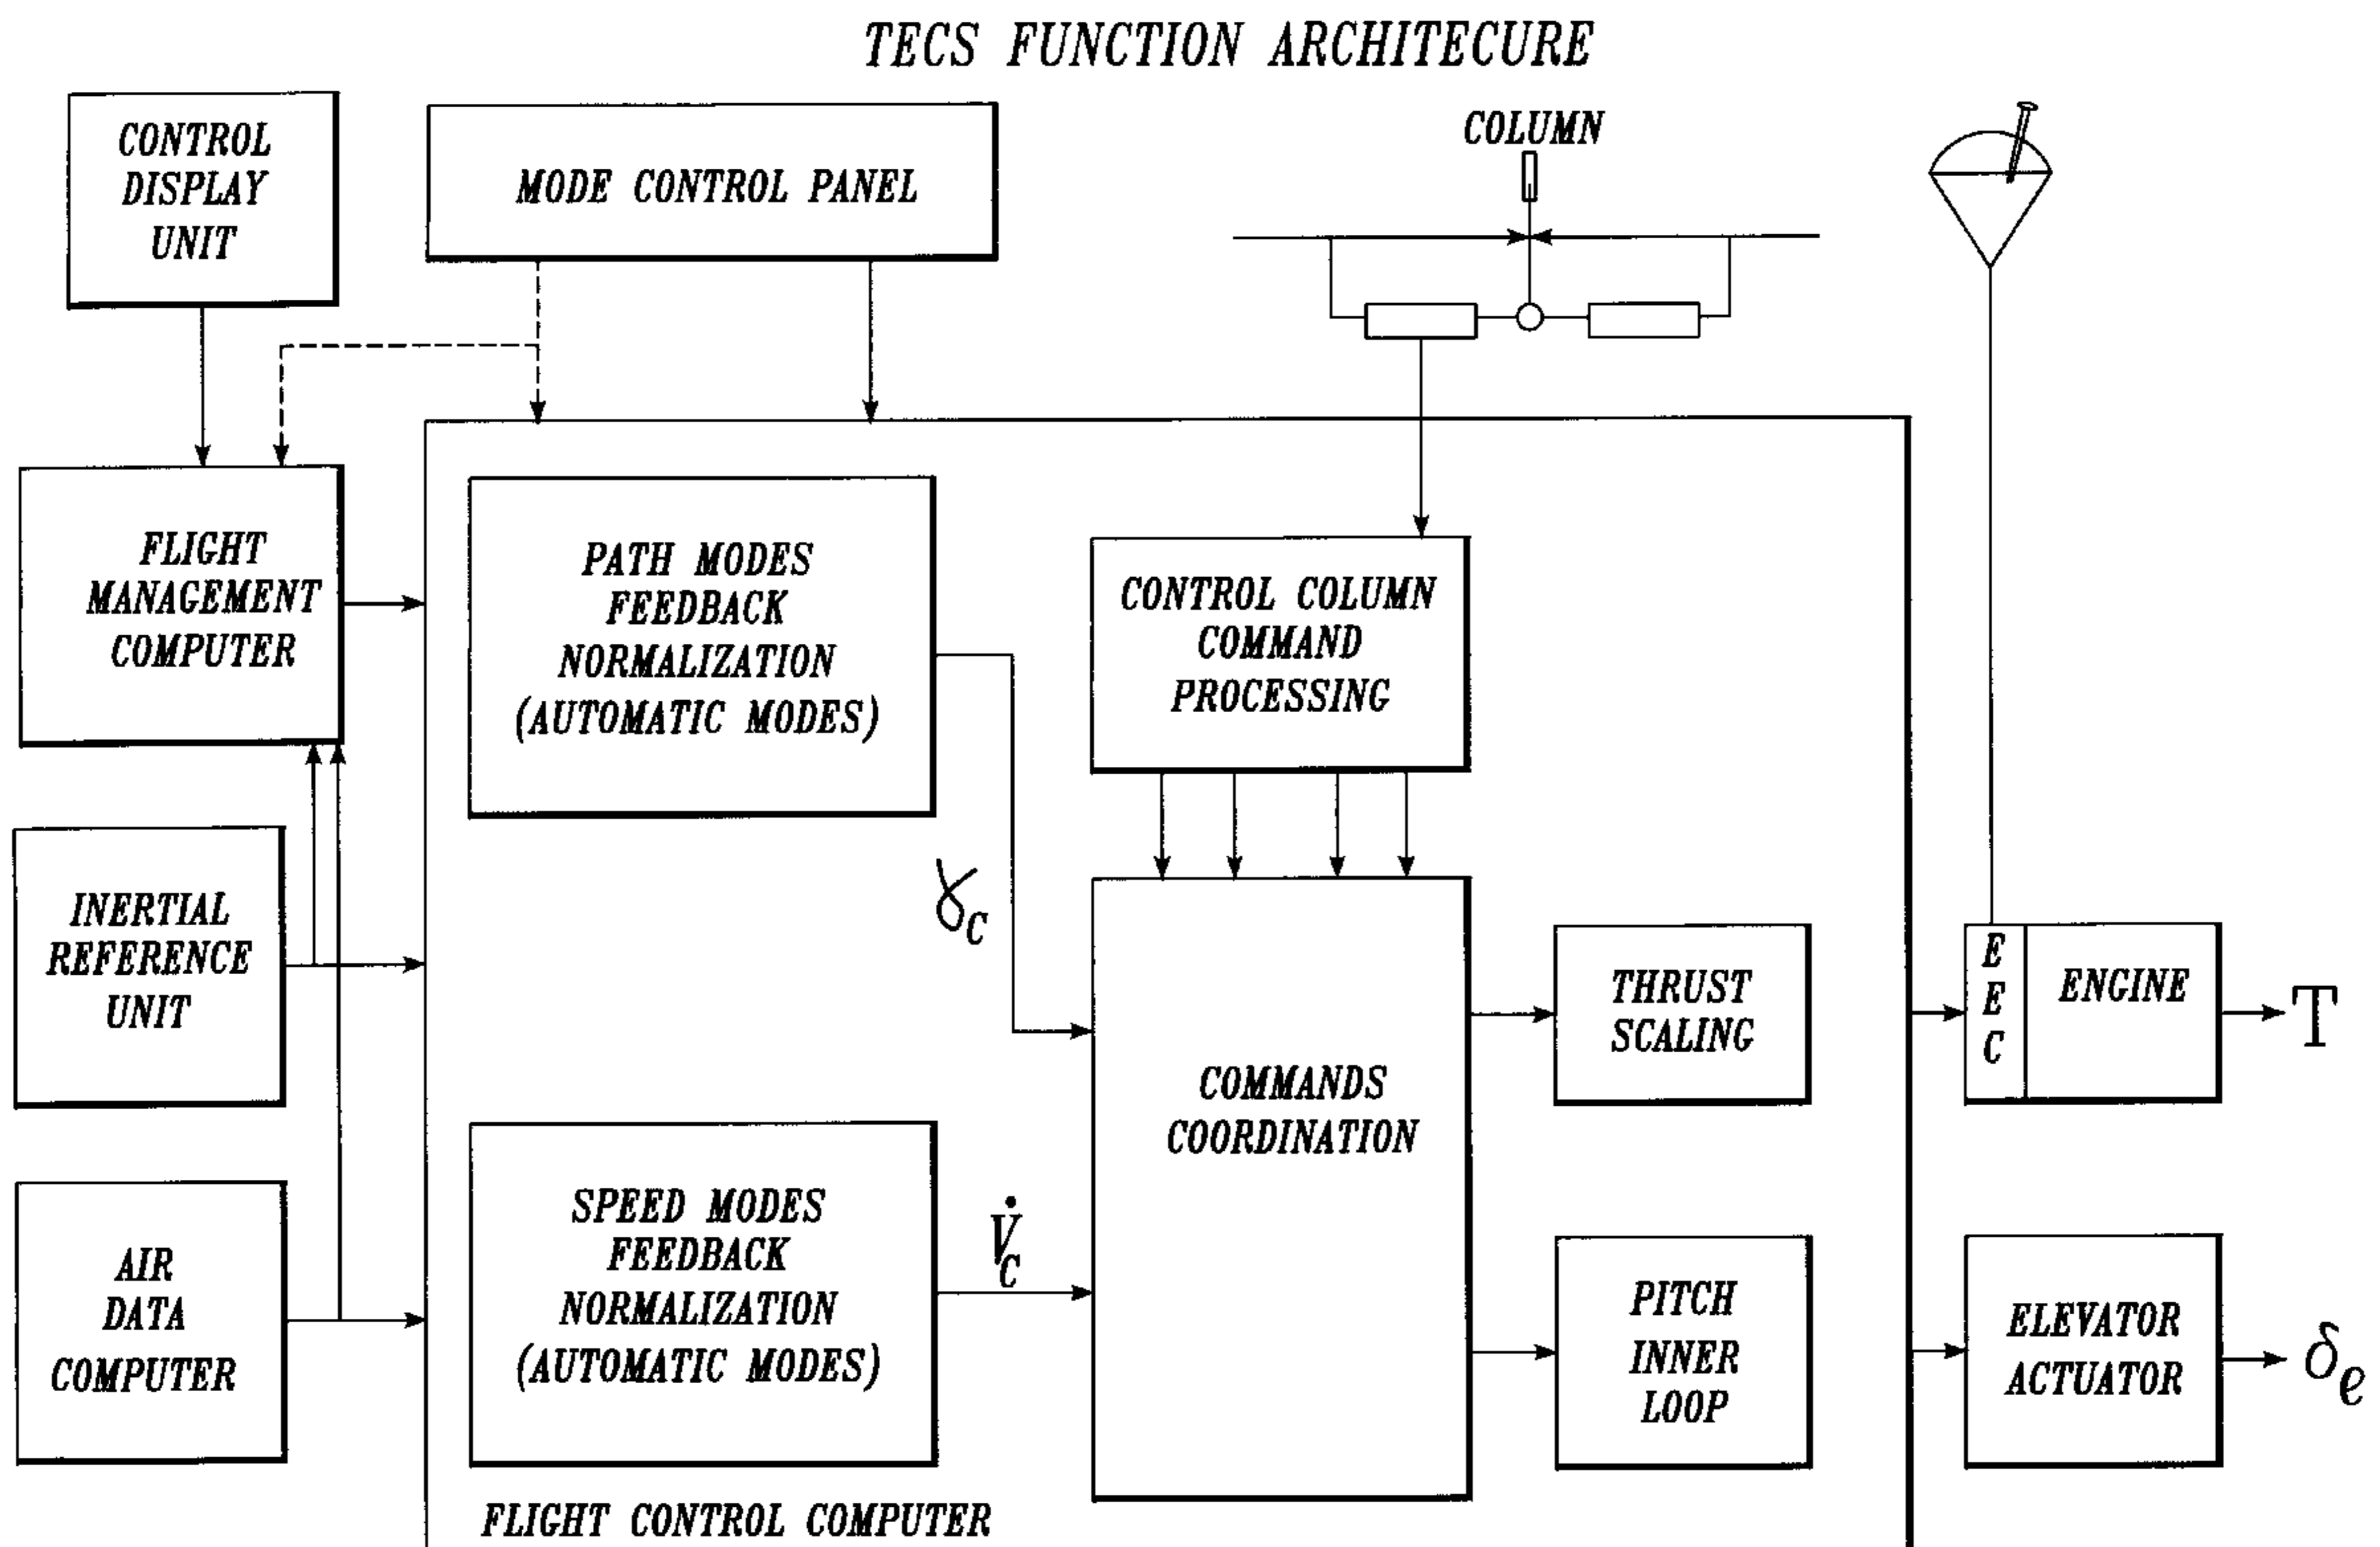 TECS FUNCTION ARCHITECURE
CONTROL
DISPLAY
UNIT
MODE CONTROL PANEL
COLUMN
FLIGHT
MANAGEMENT
COMPUTER
PATH MODES
FEEDBACK
NORMALIZATION
(AUTOMATIC MODES)
CONTROL COLUMN
COMMAND
PROCESSING
γC
INERTIAL
REFERENCE
UNIT
COMMANDS
COORDINATION
THRUST
SCALING
E
E
C
ENGINE
T
AIR
DATA
COMPUTER
SPEED MODES
FEEDBACK
NORMALIZATION
(AUTOMATIC MODES)
V̇C
PITCH
INNER
LOOP
ELEVATOR
ACTUATOR
δe
FLIGHT CONTROL COMPUTER